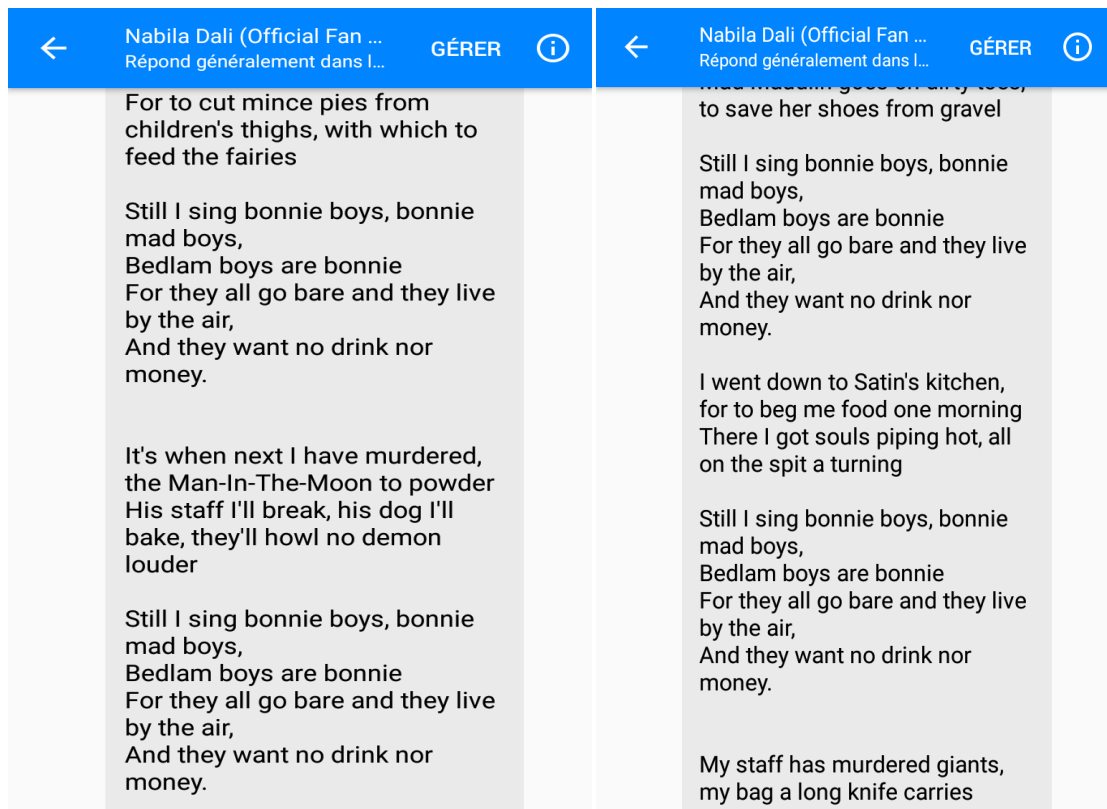 Nabila Dali (Official Fan ...
Répond généralement dans l...
GÉRER
For to cut mince pies from
children's thighs, with which to
feed the fairies
Still I sing bonnie boys, bonnie
mad boys,
Bedlam boys are bonnie
For they all go bare and they live
by the air,
And they want no drink nor
money.
It's when next I have murdered,
the Man-In-The-Moon to powder
His staff I'll break, his dog I'll
bake, they'll howl no demon
louder
Still I sing bonnie boys, bonnie
mad boys,
Bedlam boys are bonnie
For they all go bare and they live
by the air,
And they want no drink nor
money.
Nabila Dali (Official Fan ...
Répond généralement dans l...
GÉRER
goes on dirty toes,
to save her shoes from gravel
Still I sing bonnie boys, bonnie
mad boys,
Bedlam boys are bonnie
For they all go bare and they live
by the air,
And they want no drink nor
money.
I went down to Satin's kitchen,
for to beg me food one morning
There I got souls piping hot, all
on the spit a turning
Still I sing bonnie boys, bonnie
mad boys,
Bedlam boys are bonnie
For they all go bare and they live
by the air,
And they want no drink nor
money.
My staff has murdered giants,
my bag a long knife carries